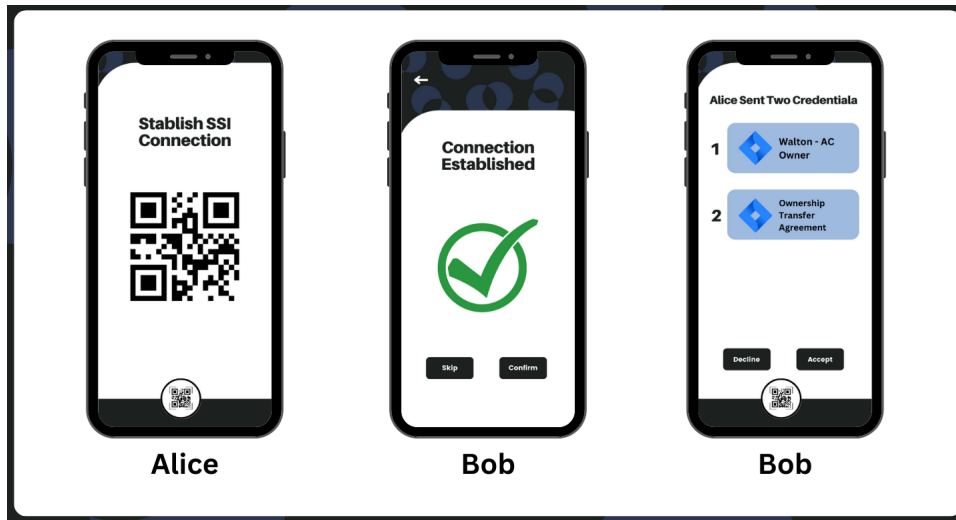 Stablish SSI
Connection
Alice
Connection
Established
Skip
Confirm
Bob
Alice Sent Two Credentiala
1
Walton - AC
Owner
2
Ownership
Transfer
Agreement
Decline
Accept
Bob